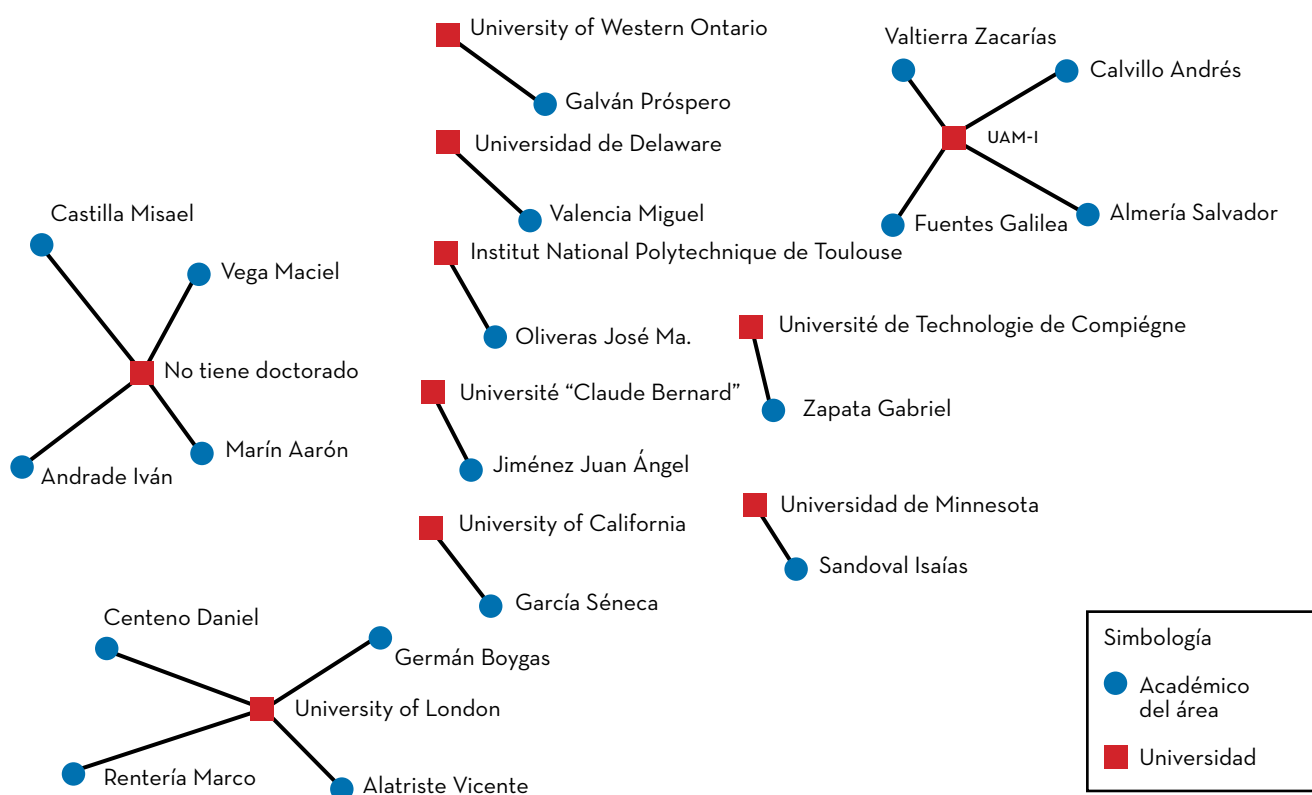 University of Western Ontario
Galván Próspero
Valtierra Zacarías
Calvillo Andrés
UAM-I
Fuentes Galilea
Almería Salvador
Universidad de Delaware
Valencia Miguel
Castilla Misael
Vega Maciel
No tiene doctorado
Andrade Iván
Marín Aarón
Institut National Polytechnique de Toulouse
Oliveras José Ma.
Université de Technologie de Compiégne
Zapata Gabriel
Université “Claude Bernard”
Jiménez Juan Ángel
University of California
García Séneca
Universidad de Minnesota
Sandoval Isaías
Centeno Daniel
Germán Boygas
University of London
Rentería Marco
Alatriste Vicente
Simbología
Académico
del área
Universidad